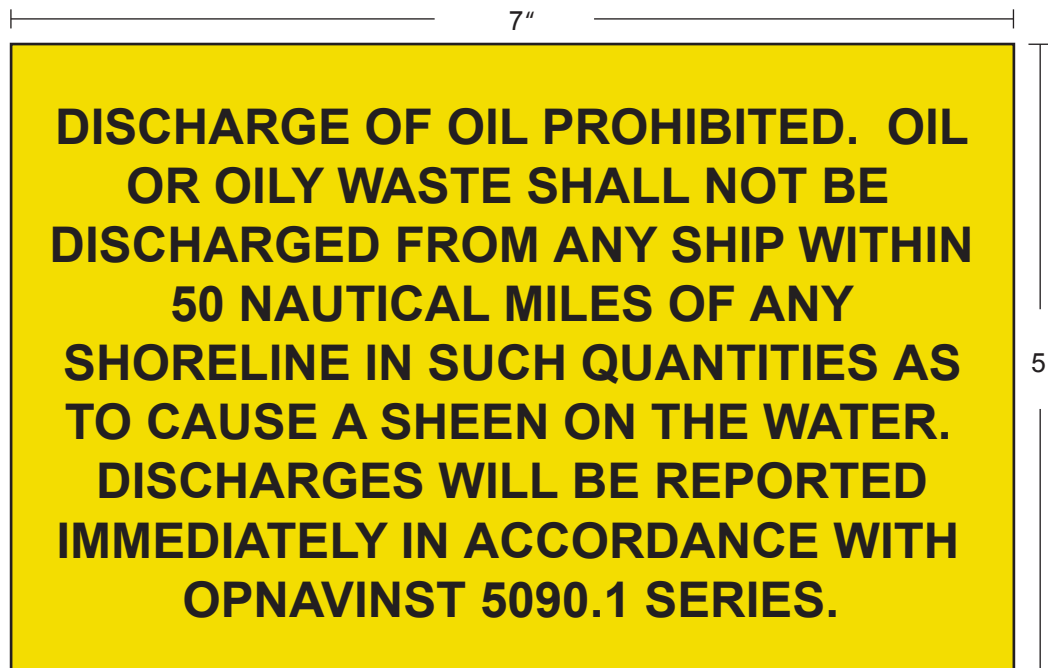 7"
DISCHARGE OF OIL PROHIBITED.  OIL
OR OILY WASTE SHALL NOT BE
DISCHARGED FROM ANY SHIP WITHIN
50 NAUTICAL MILES OF ANY
SHORELINE IN SUCH QUANTITIES AS
TO CAUSE A SHEEN ON THE WATER.
DISCHARGES WILL BE REPORTED
IMMEDIATELY IN ACCORDANCE WITH
OPNAVINST 5090.1 SERIES.
5